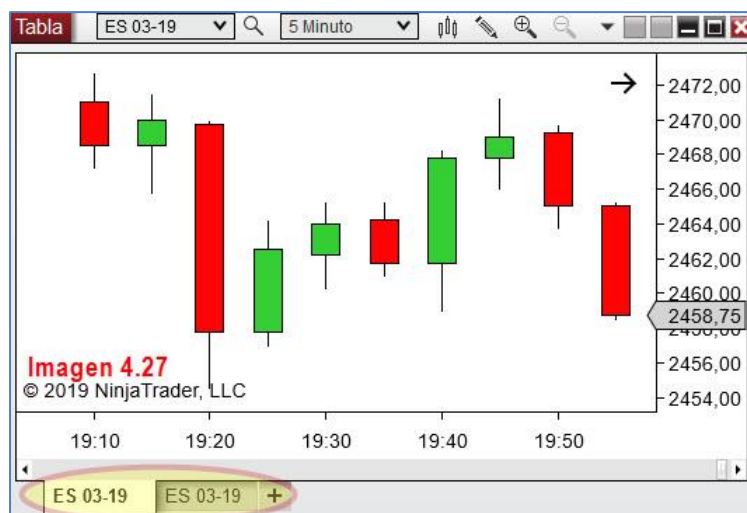 Tabla ES 03-19 5 Minuto
2472,00
2470,00
2468,00
2466,00
2464,00
2462,00
2460,00
2458,75
2458,00
2456,00
2454,00
Imagen 4.27
© 2019 NinjaTrader, LLC
19:10 19:20 19:30 19:40 19:50
ES 03-19 ES 03-19 +